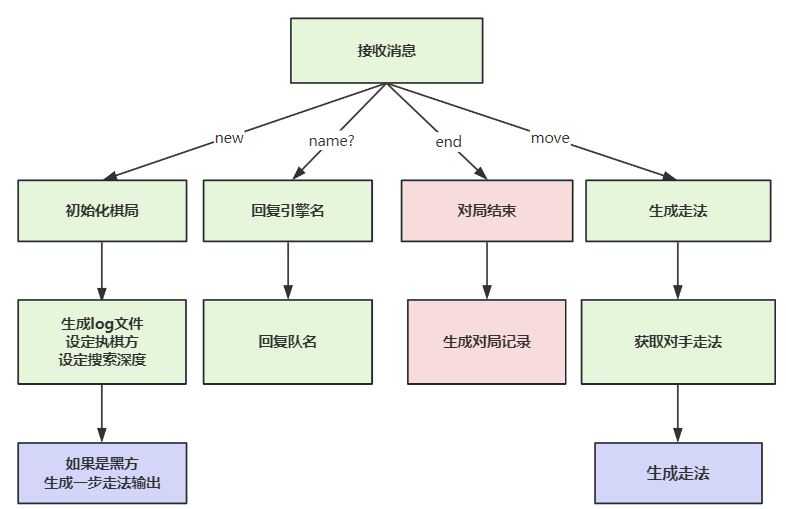 接收消息
new
name?
end
move
初始化棋局
回复引擎名
对局结束
生成走法
生成log文件
设定执棋方
设定搜索深度
回复队名
生成对局记录
获取对手走法
如果是黑方
生成一步走法输出
生成走法